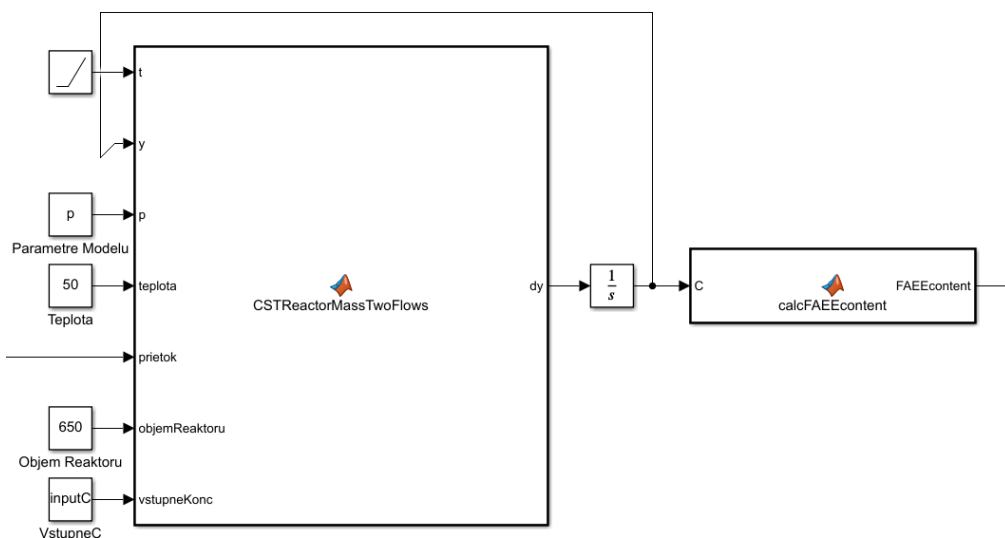 t
y
p
p
Parametre Modelu
50
teplota
Teplota
CSTReactorMassTwoFlows
dy
1
s
C
FAEEcontent
calcFAEEcontent
prietok
650
objemReaktoru
Objem Reaktoru
inputC
vstupneKonc
VstupneC